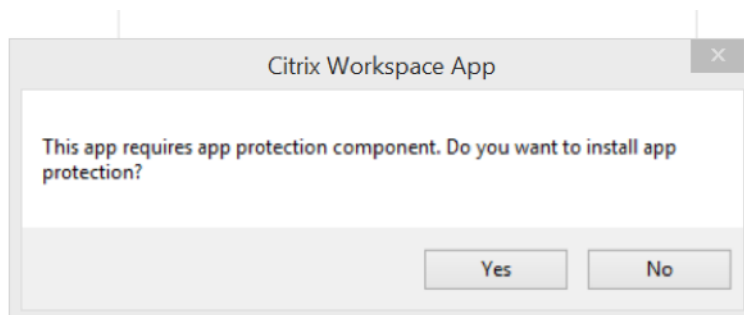 Citrix Workspace App
This app requires app protection component. Do you want to install app
protection?
Yes
No